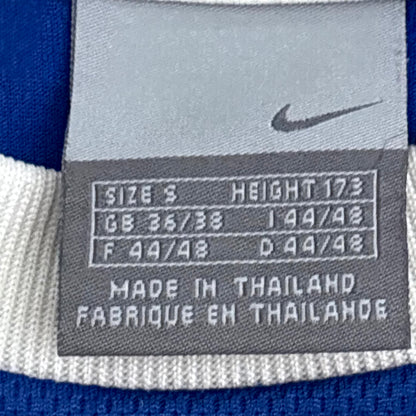 SIZE S HEIGHT 173
GB 36/38 I 44/48
F 44/48 D 44/48
MADE IN THAILAND
FABRIQUE EN THAILANDE